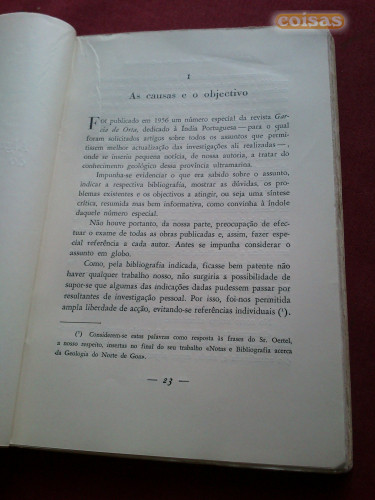 coisas
I
As causas e o objectivo
Foi publicado em 1956 um número especial da revista Gar-
cia de Orta, dedicado à Índia Portuguesa — para o qual
foram solicitados artigos sobre todos os assuntos que permi-
tissem melhor actualização das investigações ali realizadas —,
onde se inseriu pequena notícia, de nossa autoria, a tratar do
conhecimento geológico dessa província ultramarina.
Impunha-se evidenciar o que era sabido sobre o assunto,
indicar a respectiva bibliografia, mostrar as dúvidas, os pro-
blemas existentes e os objectivos a atingir, ou seja uma síntese
crítica, resumida mas bem informativa, como convinha à índole
daquele número especial.
Não houve portanto, da nossa parte, preocupação de efec-
tuar o exame de todas as obras publicadas e, assim, fazer espe-
cial referência a cada autor. Antes se impunha considerar o
assunto em globo.
Como, pela bibliografia indicada, ficasse bem patente não
haver qualquer trabalho nosso, não surgiria a possibilidade de
supor-se que algumas das indicações dadas pudessem passar por
resultantes de investigação pessoal. Por isso, foi-nos permitida
ampla liberdade de acção, evitando-se referências individuais (¹).
(¹) Considerem-se estas palavras como resposta às frases do Sr. Oertel,
a nosso respeito, insertas no final do seu trabalho «Notas e Bibliografia acerca
da Geologia do Norte de Goa».
— 23 —